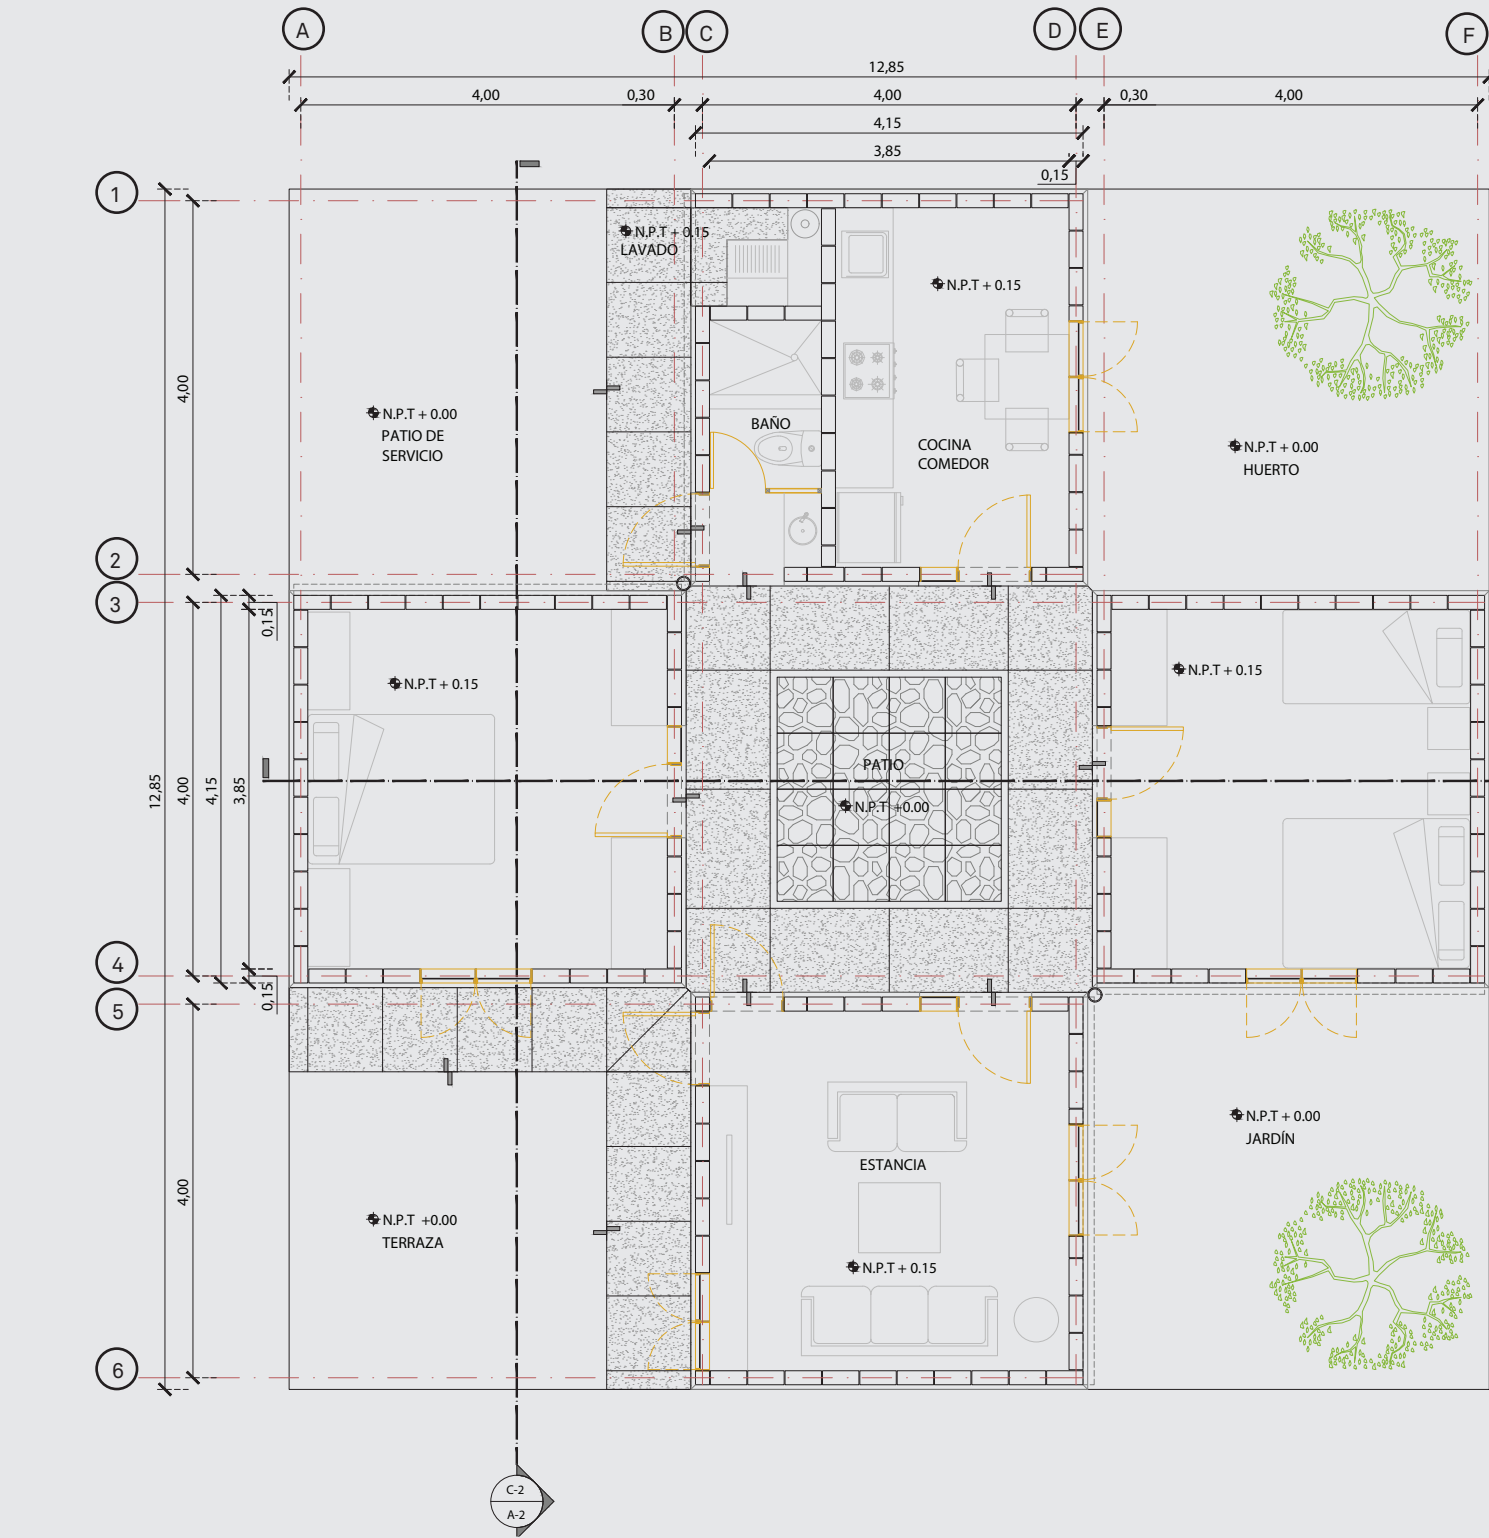 A
B
C
D
E
F
12,85
4,00
0,30
4,00
0,30
4,00
4,15
3,85
0,15
1
N.P.T + 0.15
LAVADO
N.P.T + 0.15
4,00
N.P.T + 0.00
PATIO DE
SERVICIO
BAÑO
COCINA
COMEDOR
N.P.T + 0.00
HUERTO
2
3
0,15
N.P.T + 0.15
N.P.T + 0.15
PATIO
N.P.T +0.00
12,85
4,00
4,15
3,85
4
5
0,15
N.P.T + 0.00
JARDÍN
ESTANCIA
4,00
N.P.T +0.00
TERRAZA
N.P.T + 0.15
6
C-2
A-2